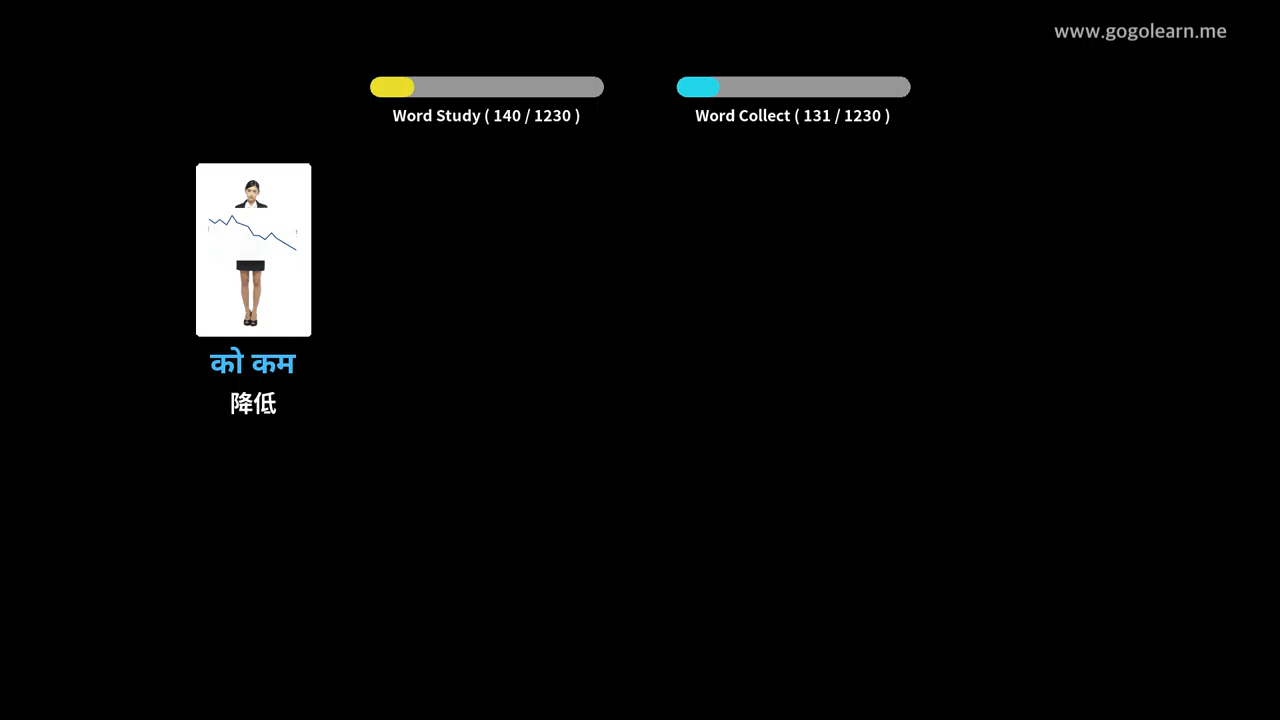 www.gogolearn.me
Word Study ( 140 / 1230 )
Word Collect ( 131 / 1230 )
को कम
降低